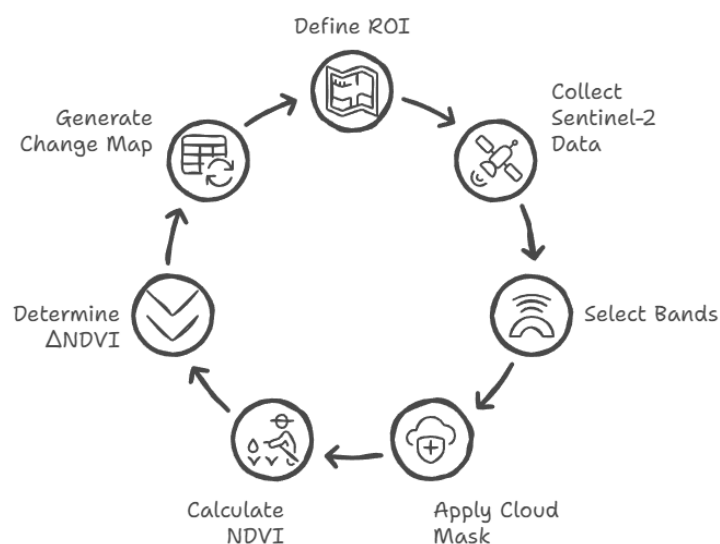 Define ROI
Collect
Sentinel-2
Data
Select Bands
Apply Cloud
Mask
Calculate
NDVI
Determine
ΔNDVI
Generate
Change Map